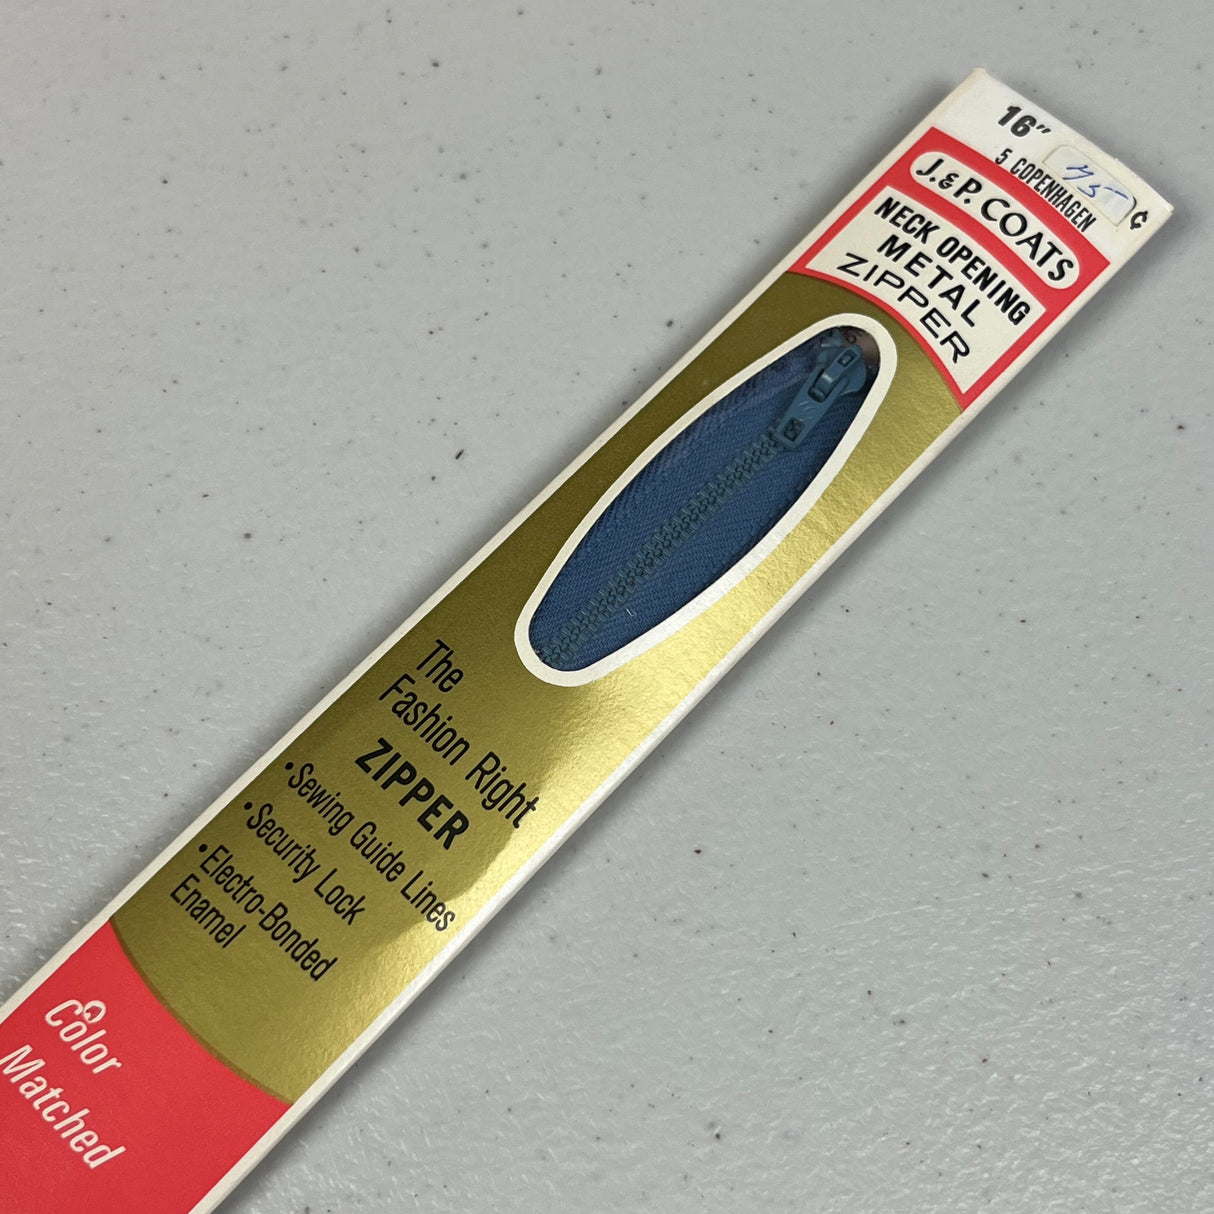 16"
5 COPENHAGEN
75 ¢
J. & P. COATS
NECK OPENING
METAL
ZIPPER
The
Fashion Right
ZIPPER
•Sewing Guide Lines
•Security Lock
•Electro-Bonded
Enamel
Color
Matched